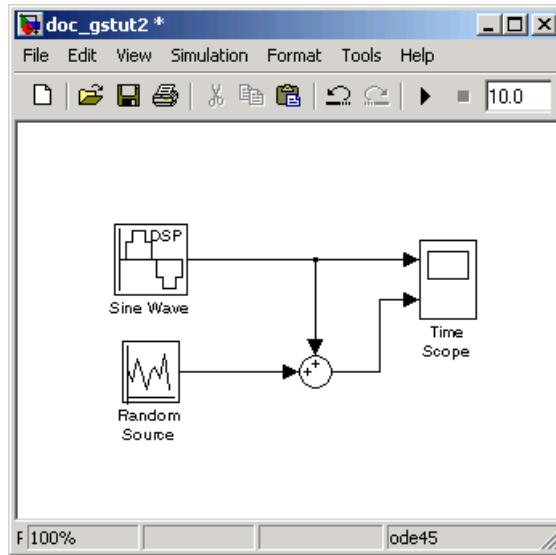 doc_gstut2 *
File Edit View Simulation Format Tools Help
10.0
DSP
Sine Wave
Time
Scope
+ +
Random
Source
F 100% ode45